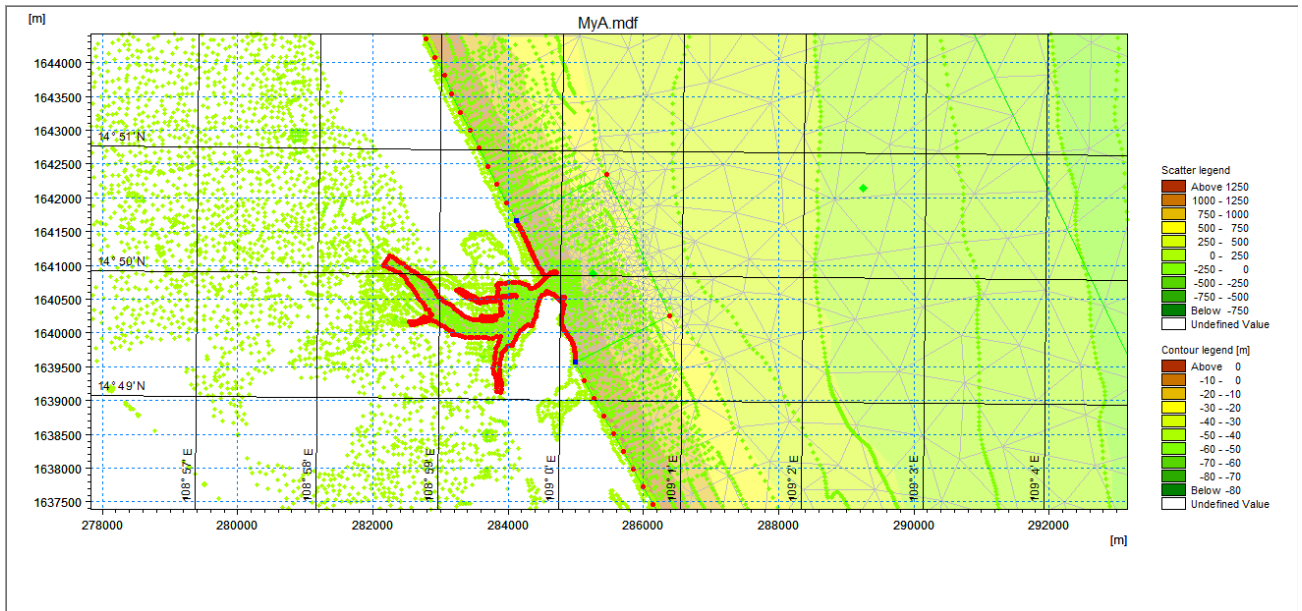 MyA.mdf
[m]
1644000
1643500
1643000
1642500
1642000
1641500
1641000
1640500
1640000
1639500
1639000
1638500
1638000
1637500
14° 51' N
14° 50' N
14° 49' N
108° 57' E
108° 58' E
108° 59' E
109° 0' E
109° 1' E
109° 2' E
109° 3' E
109° 4' E
278000 280000 282000 284000 286000 288000 290000 292000
[m]
Scatter legend
Above 1250
1000 - 1250
750 - 1000
500 - 750
250 - 500
0 - 250
-250 - 0
-500 - -250
-750 - -500
Below -750
Undefined Value
Contour legend [m]
Above 0
-10 - 0
-20 - -10
-30 - -20
-40 - -30
-50 - -40
-60 - -50
-70 - -60
-80 - -70
Below -80
Undefined Value